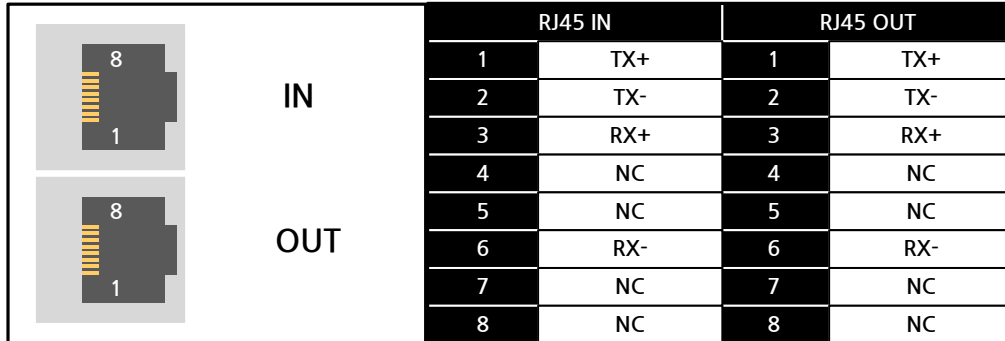 8
1
IN
8
1
OUT
RJ45 IN RJ45 OUT
1 TX+ 1 TX+
2 TX- 2 TX-
3 RX+ 3 RX+
4 NC 4 NC
5 NC 5 NC
6 RX- 6 RX-
7 NC 7 NC
8 NC 8 NC